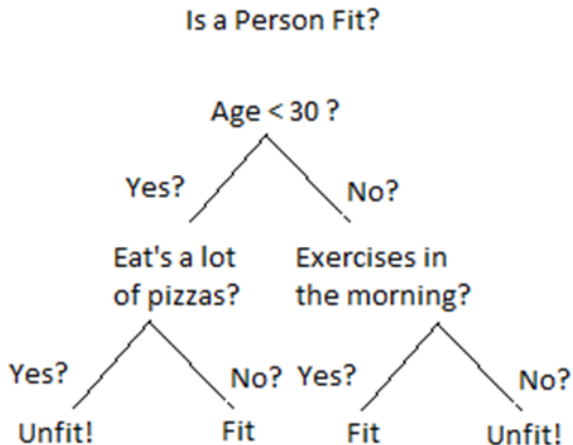 Is a Person Fit?
Age < 30 ?
Yes?
No?
Eat's a lot
of pizzas?
Exercises in
the morning?
Yes?
No?
Yes?
No?
Unfit!
Fit
Fit
Unfit!